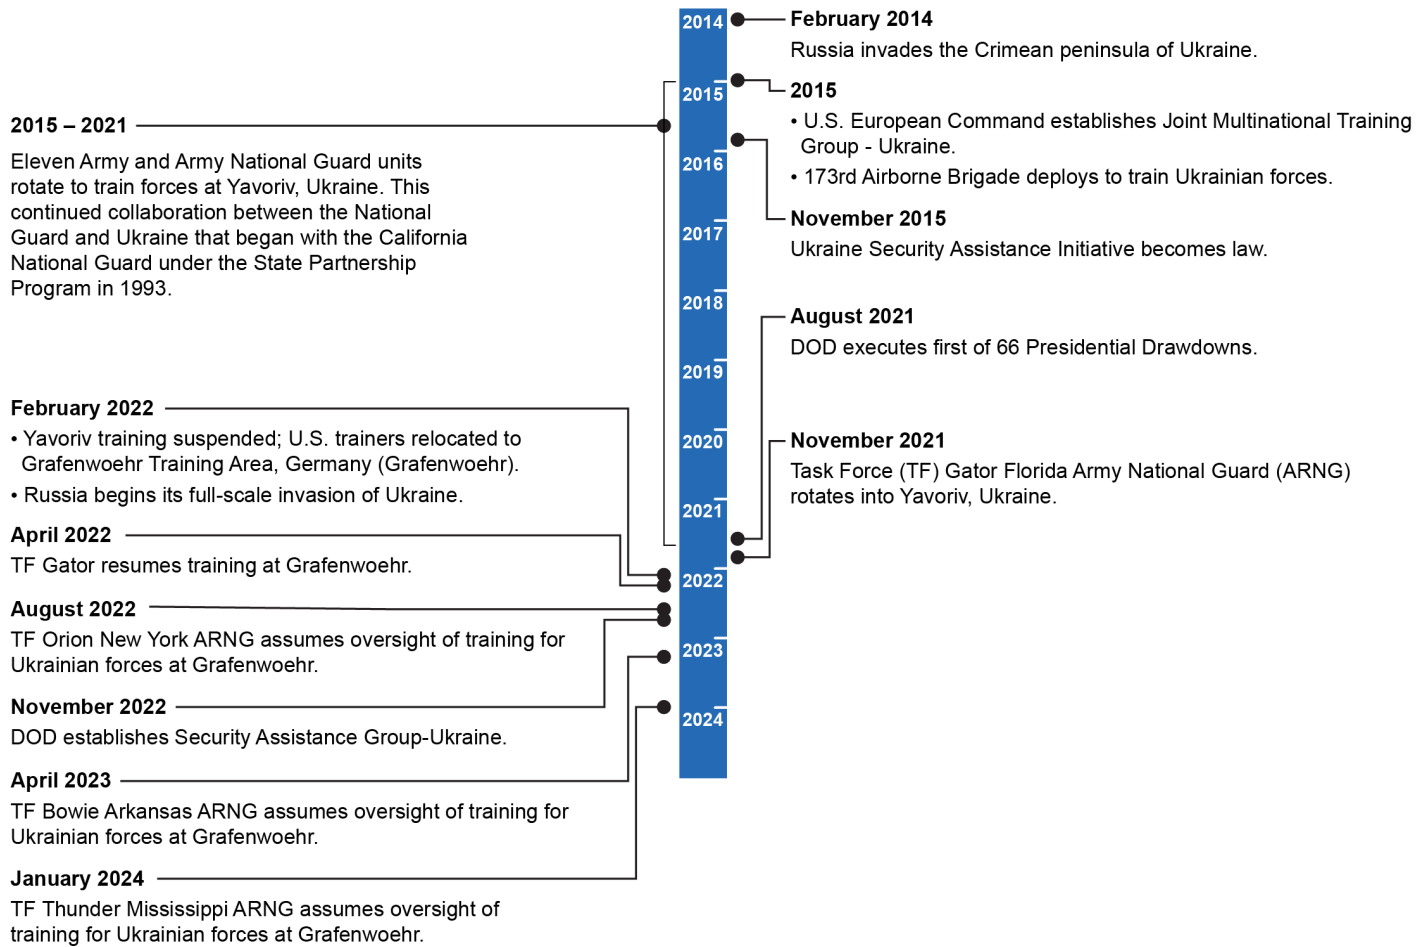 2015 – 2021
Eleven Army and Army National Guard units
rotate to train forces at Yavoriv, Ukraine. This
continued collaboration between the National
Guard and Ukraine that began with the California
National Guard under the State Partnership
Program in 1993.
February 2022
• Yavoriv training suspended; U.S. trainers relocated to
Grafenwoehr Training Area, Germany (Grafenwoehr).
• Russia begins its full-scale invasion of Ukraine.
April 2022
TF Gator resumes training at Grafenwoehr.
August 2022
TF Orion New York ARNG assumes oversight of training for
Ukrainian forces at Grafenwoehr.
November 2022
DOD establishes Security Assistance Group-Ukraine.
April 2023
TF Bowie Arkansas ARNG assumes oversight of training for
Ukrainian forces at Grafenwoehr.
January 2024
TF Thunder Mississippi ARNG assumes oversight of
training for Ukrainian forces at Grafenwoehr.
2014
2015
2016
2017
2018
2019
2020
2021
2022
2023
2024
February 2014
Russia invades the Crimean peninsula of Ukraine.
2015
• U.S. European Command establishes Joint Multinational Training
Group - Ukraine.
• 173rd Airborne Brigade deploys to train Ukrainian forces.
November 2015
Ukraine Security Assistance Initiative becomes law.
August 2021
DOD executes first of 66 Presidential Drawdowns.
November 2021
Task Force (TF) Gator Florida Army National Guard (ARNG)
rotates into Yavoriv, Ukraine.